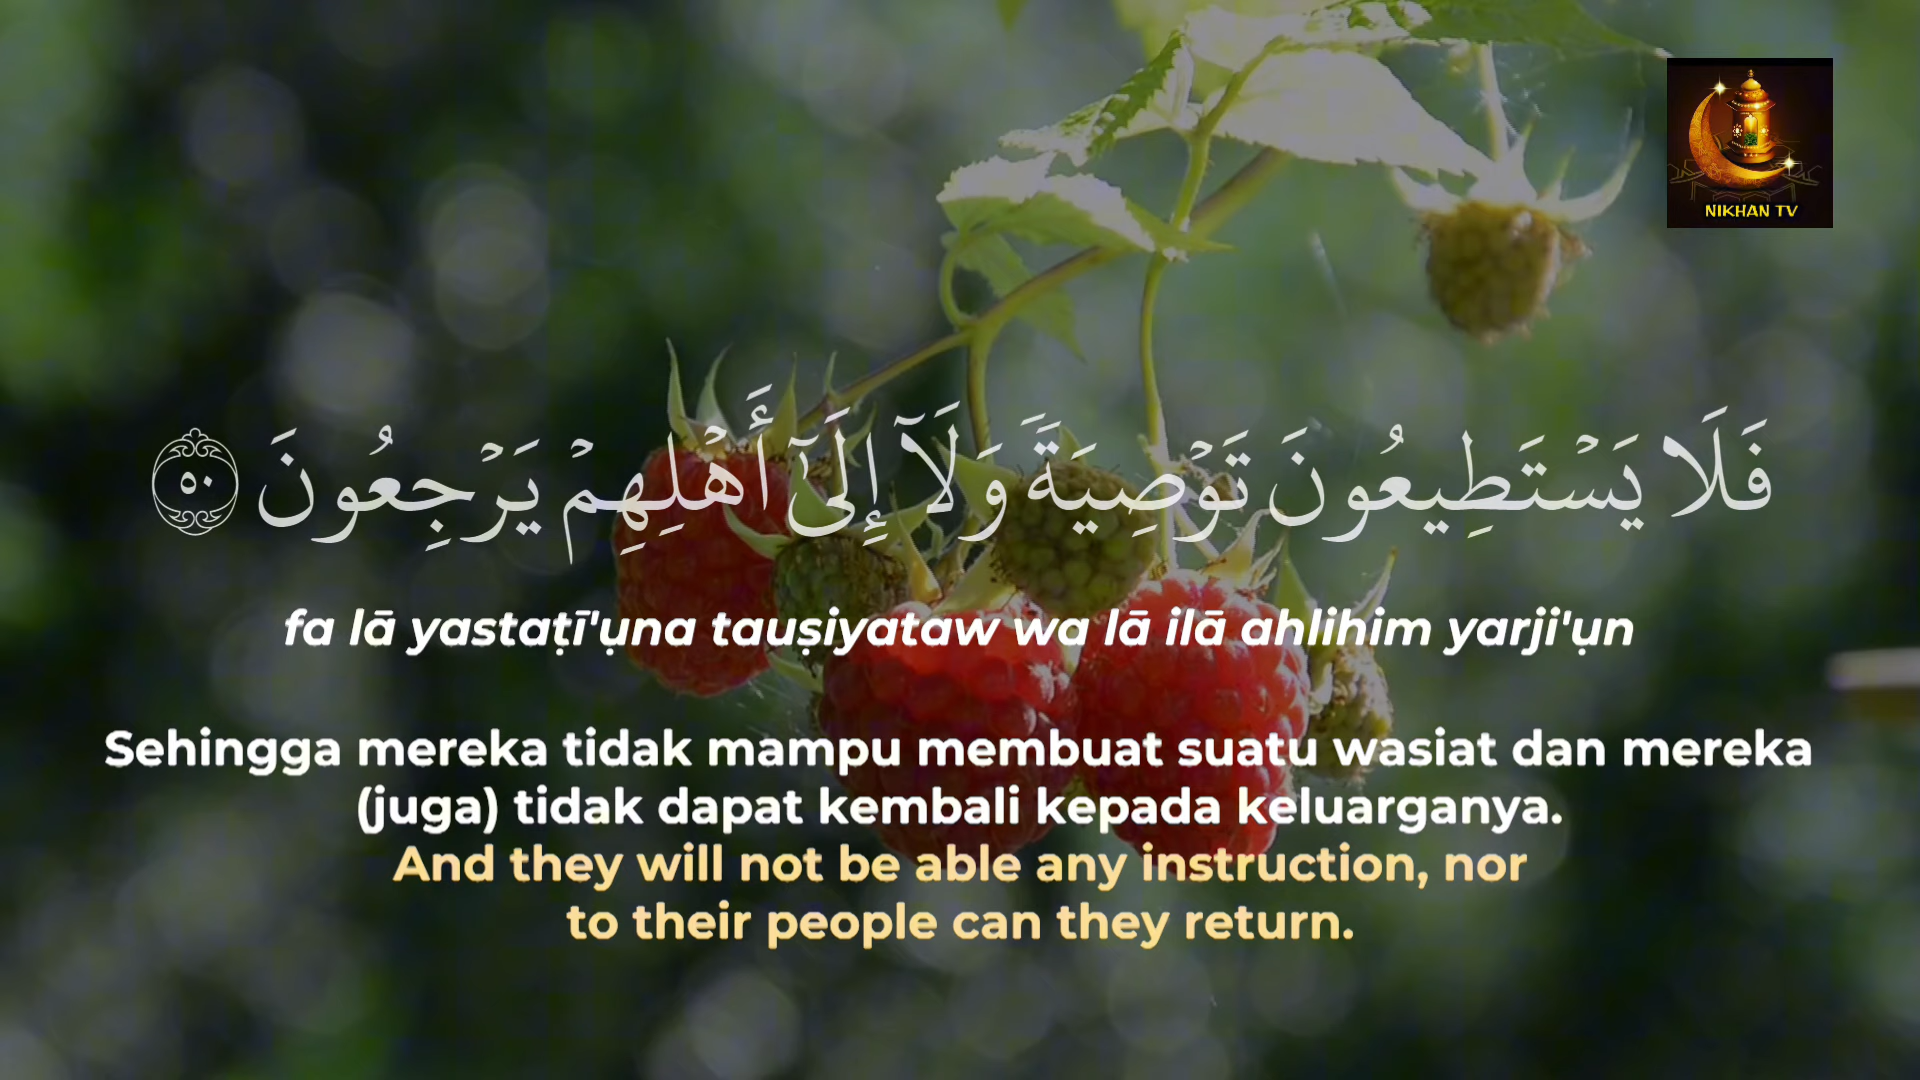 NIKHAN TV
فَلَا يَسْتَطِيعُونَ تَوْصِيَةً وَلَآ إِلَىٰٓ أَهْلِهِمْ يَرْجِعُونَ ٥٠
fa lā yastaṭī'ụna tauṣiyataw wa lā ilā ahlihim yarji'ụn
Sehingga mereka tidak mampu membuat suatu wasiat dan mereka
(juga) tidak dapat kembali kepada keluarganya.
And they will not be able any instruction, nor
to their people can they return.